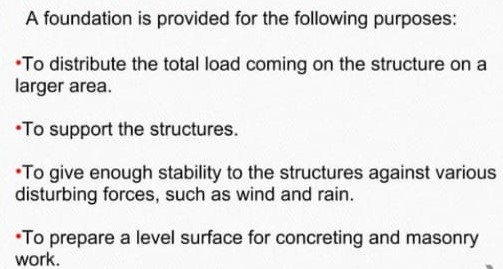 A foundation is provided for the following purposes:
•To distribute the total load coming on the structure on a
larger area.
•To support the structures.
•To give enough stability to the structures against various
disturbing forces, such as wind and rain.
•To prepare a level surface for concreting and masonry
work.